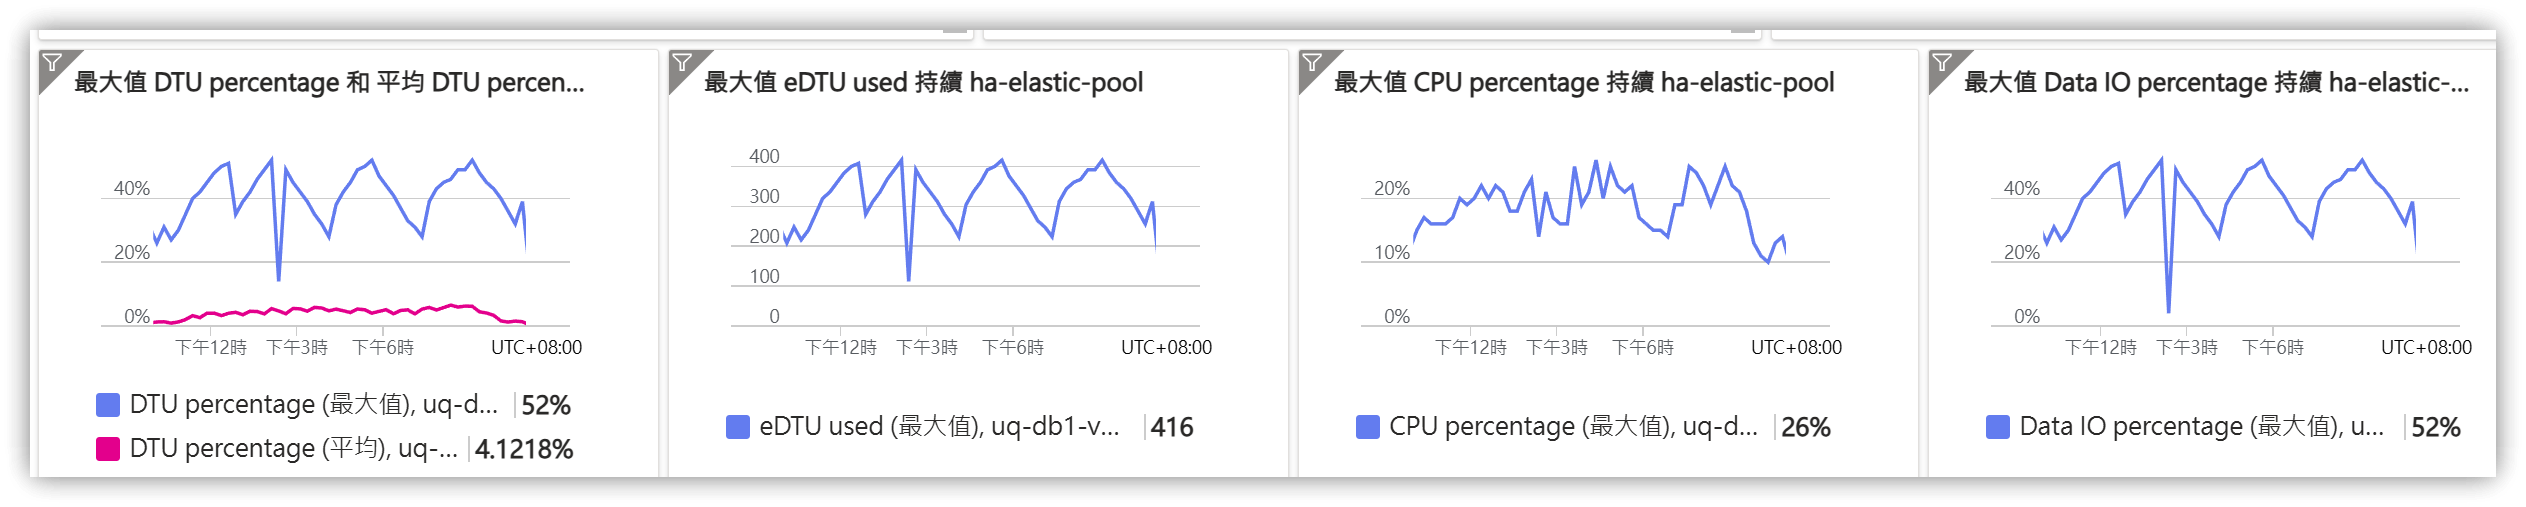 最大值 DTU percentage 和 平均 DTU percen...
40%
20%
0%
下午12時 下午3時 下午6時 UTC+08:00
DTU percentage (最大值), uq-d... 52%
DTU percentage (平均), uq-... 4.1218%
最大值 eDTU used 持續 ha-elastic-pool
400
300
200
100
0
下午12時 下午3時 下午6時 UTC+08:00
eDTU used (最大值), uq-db1-v... 416
最大值 CPU percentage 持續 ha-elastic-pool
20%
10%
0%
下午12時 下午3時 下午6時 UTC+08:00
CPU percentage (最大值), uq-d... 26%
最大值 Data IO percentage 持續 ha-elastic-...
40%
20%
0%
下午12時 下午3時 下午6時 UTC+08:00
Data IO percentage (最大值), u... 52%